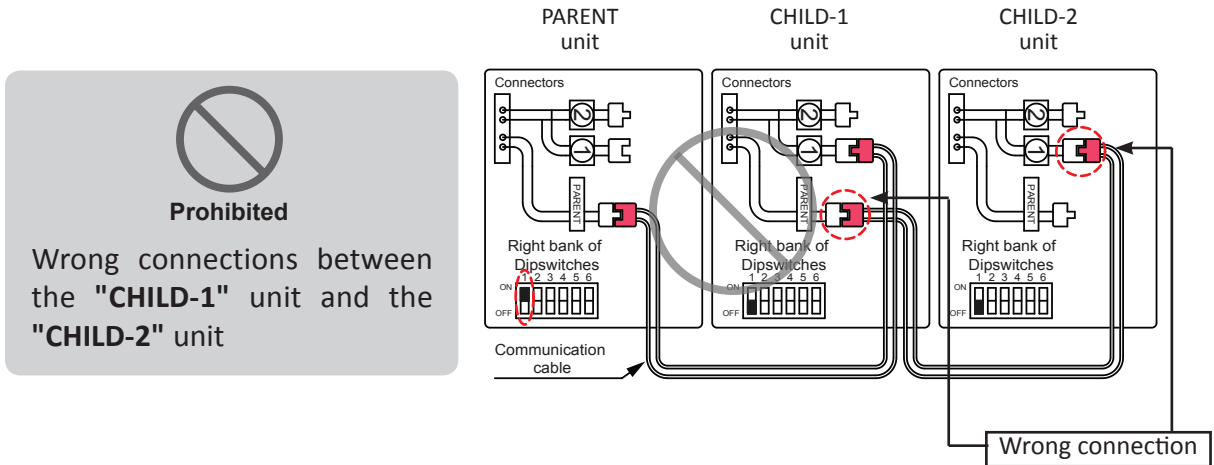 PARENT
unit
CHILD-1
unit
CHILD-2
unit
Prohibited
Wrong connections between
the "CHILD-1" unit and the
"CHILD-2" unit
Connectors
2
1
PARENT
Right bank of
Dipswitches
1 2 3 4 5 6
ON
OFF
Connectors
2
1
PARENT
Right bank of
Dipswitches
1 2 3 4 5 6
ON
OFF
Connectors
2
1
PARENT
Right bank of
Dipswitches
1 2 3 4 5 6
ON
OFF
Communication
cable
Wrong connection